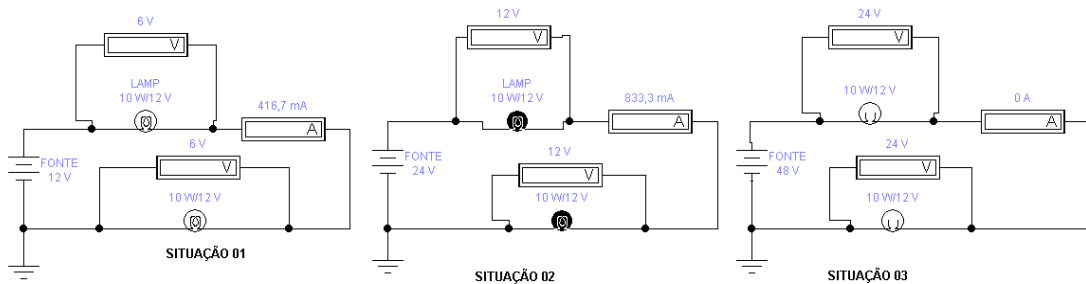 6 V
V
LAMP
10 W/12 V
416,7 mA
A
FONTE
12 V
6 V
V
10 W/12 V
SITUAÇÃO 01
12 V
V
LAMP
10 W/12 V
833,3 mA
A
FONTE
24 V
12 V
V
10 W/12 V
SITUAÇÃO 02
24 V
V
10 W/12 V
0 A
A
FONTE
48 V
24 V
V
10 W/12 V
SITUAÇÃO 03